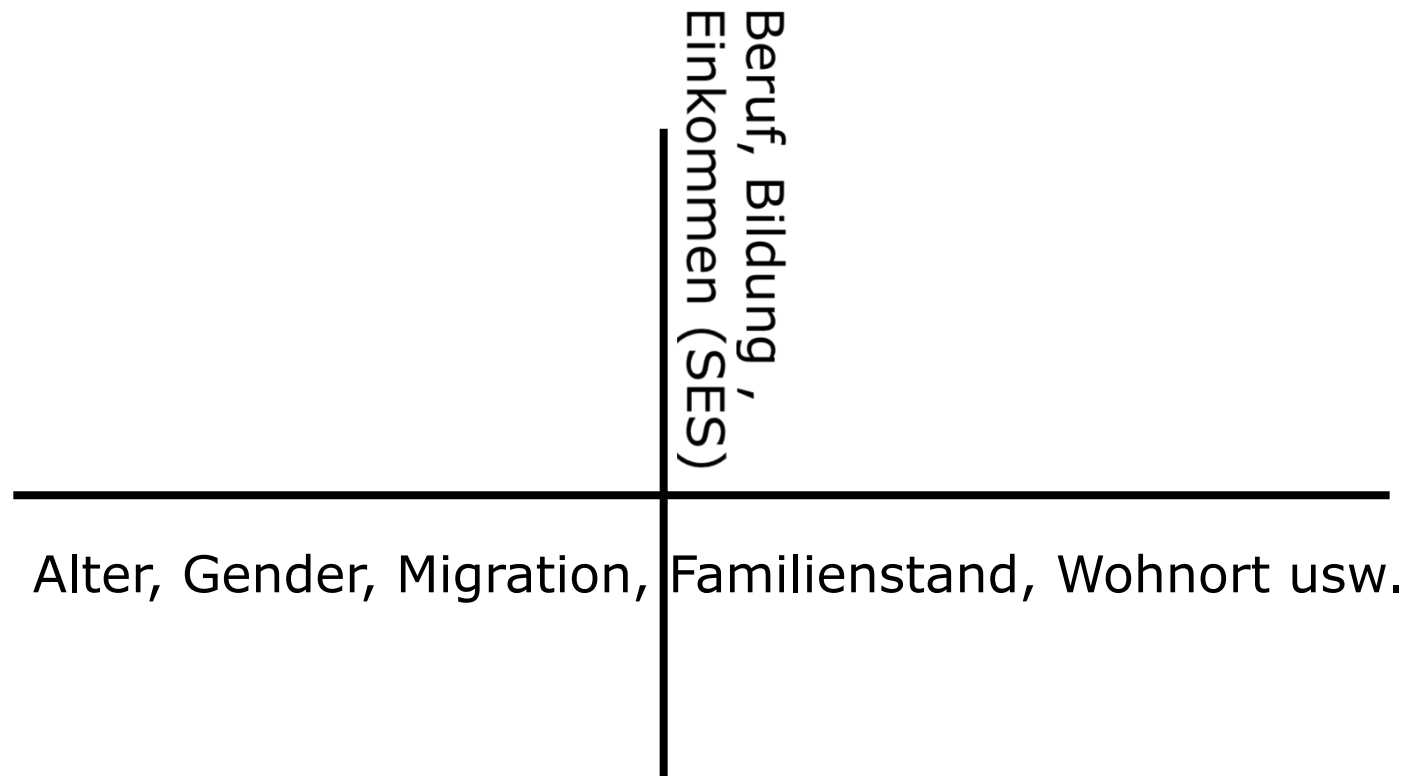 Beruf, Bildung ,
Einkommen (SES)
Alter, Gender, Migration, Familienstand, Wohnort usw.